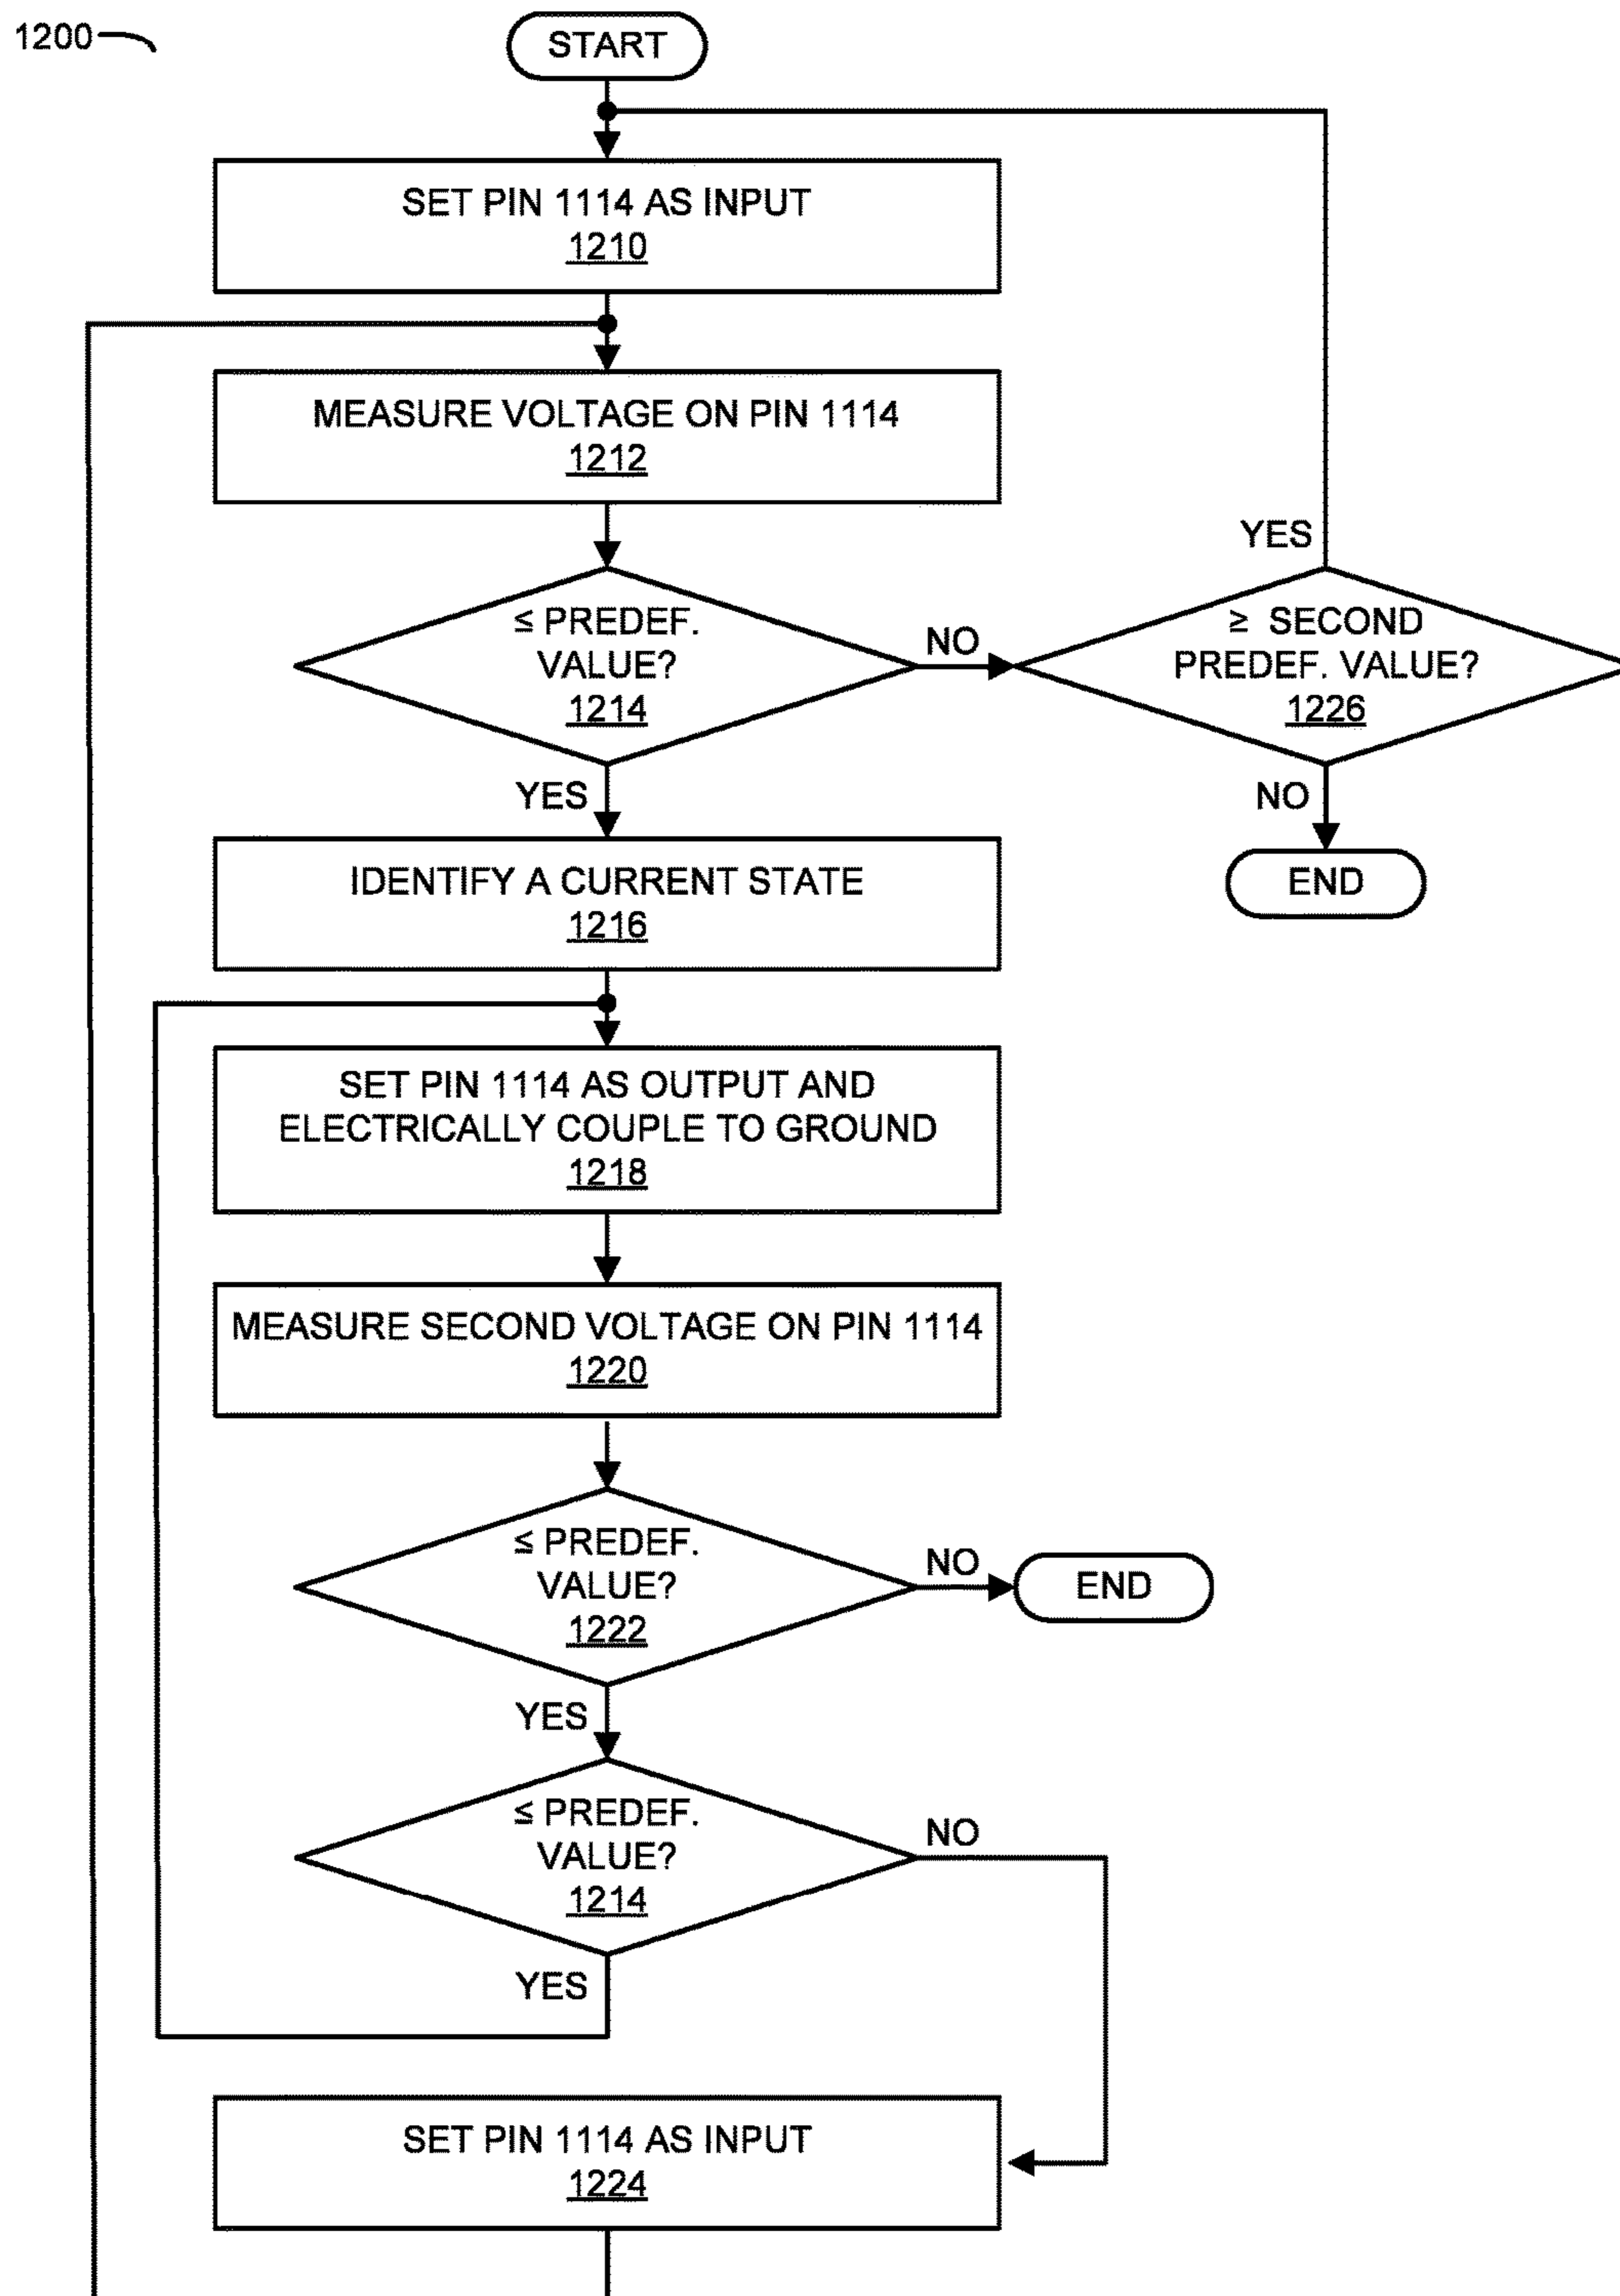 1200
START
SET PIN 1114 AS INPUT
1210
MEASURE VOLTAGE ON PIN 1114
1212
YES
≤ PREDEF.
VALUE?
1214
NO
≥ SECOND
PREDEF. VALUE?
1226
YES
NO
IDENTIFY A CURRENT STATE
1216
END
SET PIN 1114 AS OUTPUT AND
ELECTRICALLY COUPLE TO GROUND
1218
MEASURE SECOND VOLTAGE ON PIN 1114
1220
≤ PREDEF.
VALUE?
1222
NO
END
YES
≤ PREDEF.
VALUE?
1214
NO
YES
SET PIN 1114 AS INPUT
1224